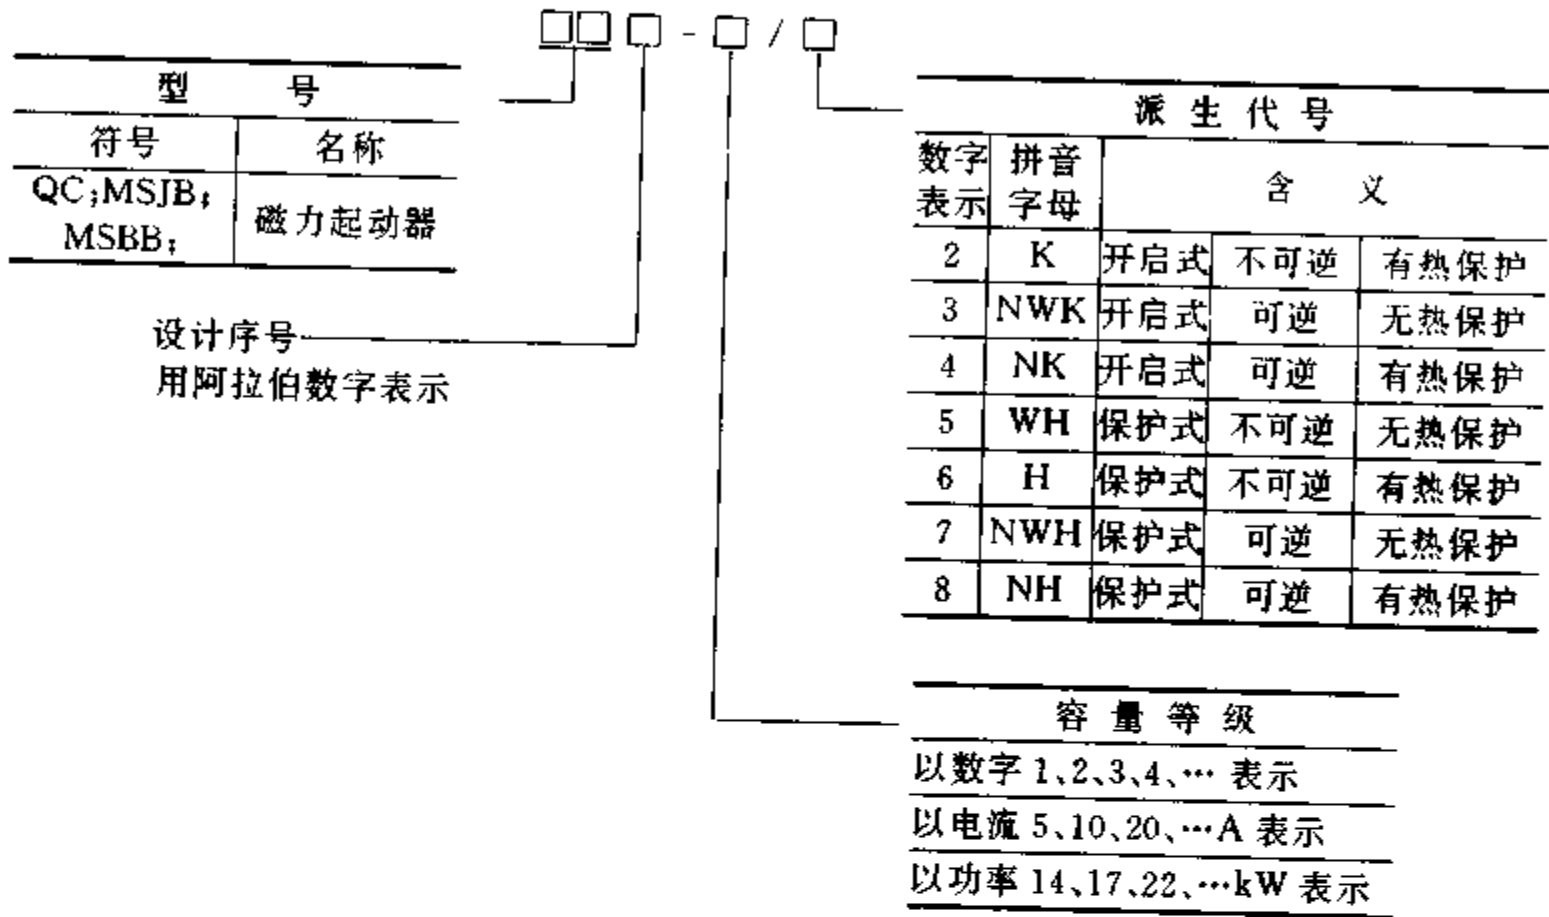 □□ □ - □ / □
型 号
符号 名称
QC;MSJB; 磁力起动器
MSBB;
设计序号
用阿拉伯数字表示
派生代号
数字 拼音 含 义
表示 字母
2 K 开启式 不可逆 有热保护
3 NWK 开启式 可逆 无热保护
4 NK 开启式 可逆 有热保护
5 WH 保护式 不可逆 无热保护
6 H 保护式 不可逆 有热保护
7 NWH 保护式 可逆 无热保护
8 NH 保护式 可逆 有热保护
容量等级
以数字 1、2、3、4、… 表示
以电流 5、10、20、…A 表示
以功率 14、17、22、…kW 表示